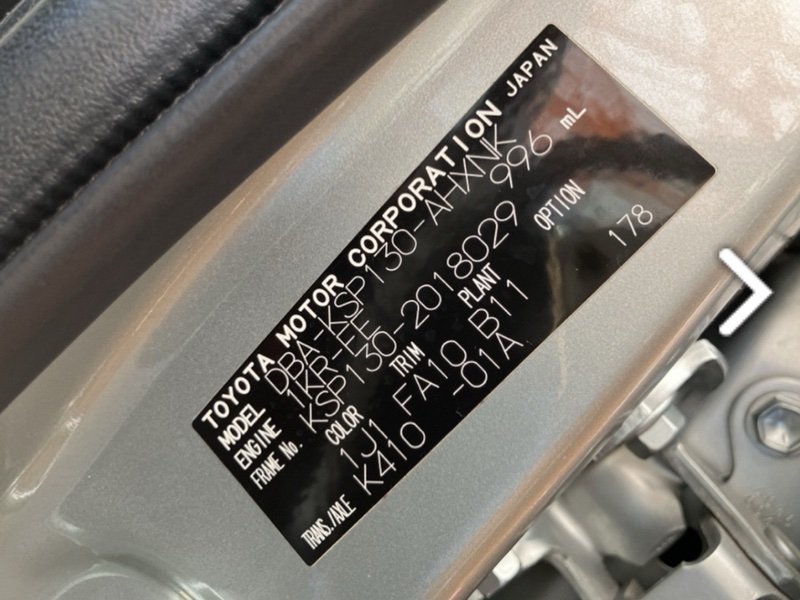 TOYOTA MOTOR CORPORATION JAPAN
MODEL DBA-KSP130-AHXNK
ENGINE 1KR-FE 996 mL
FRAME No. KSP130-2018029
COLOR TRIM PLANT OPTION
1J1 FA10 B11 178
TRANS./AXLE K410 -01A